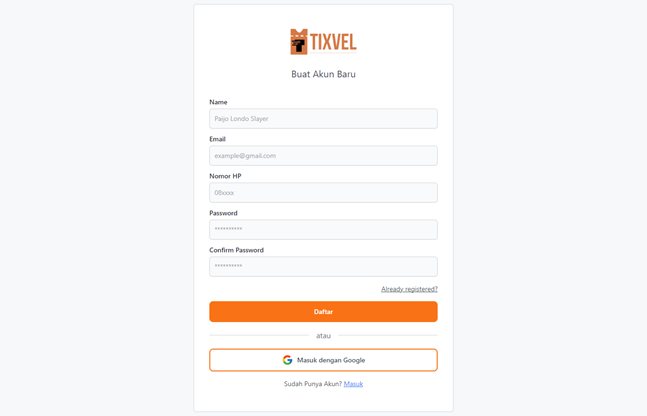 TIXVEL
Buat Akun Baru
Name
Paijo Londo Slayer
Email
example@gmail.com
Nomor HP
08xxxx
Password
**********
Confirm Password
**********
Already registered?
Daftar
atau
Masuk dengan Google
Sudah Punya Akun? Masuk